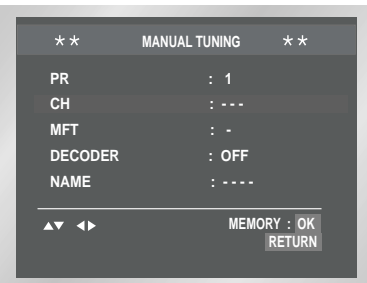 ** MANUAL TUNING **
PR : 1
CH : ---
MFT : -
DECODER : OFF
NAME : ----
▲▼ ◀▶ MEMORY : OK
RETURN